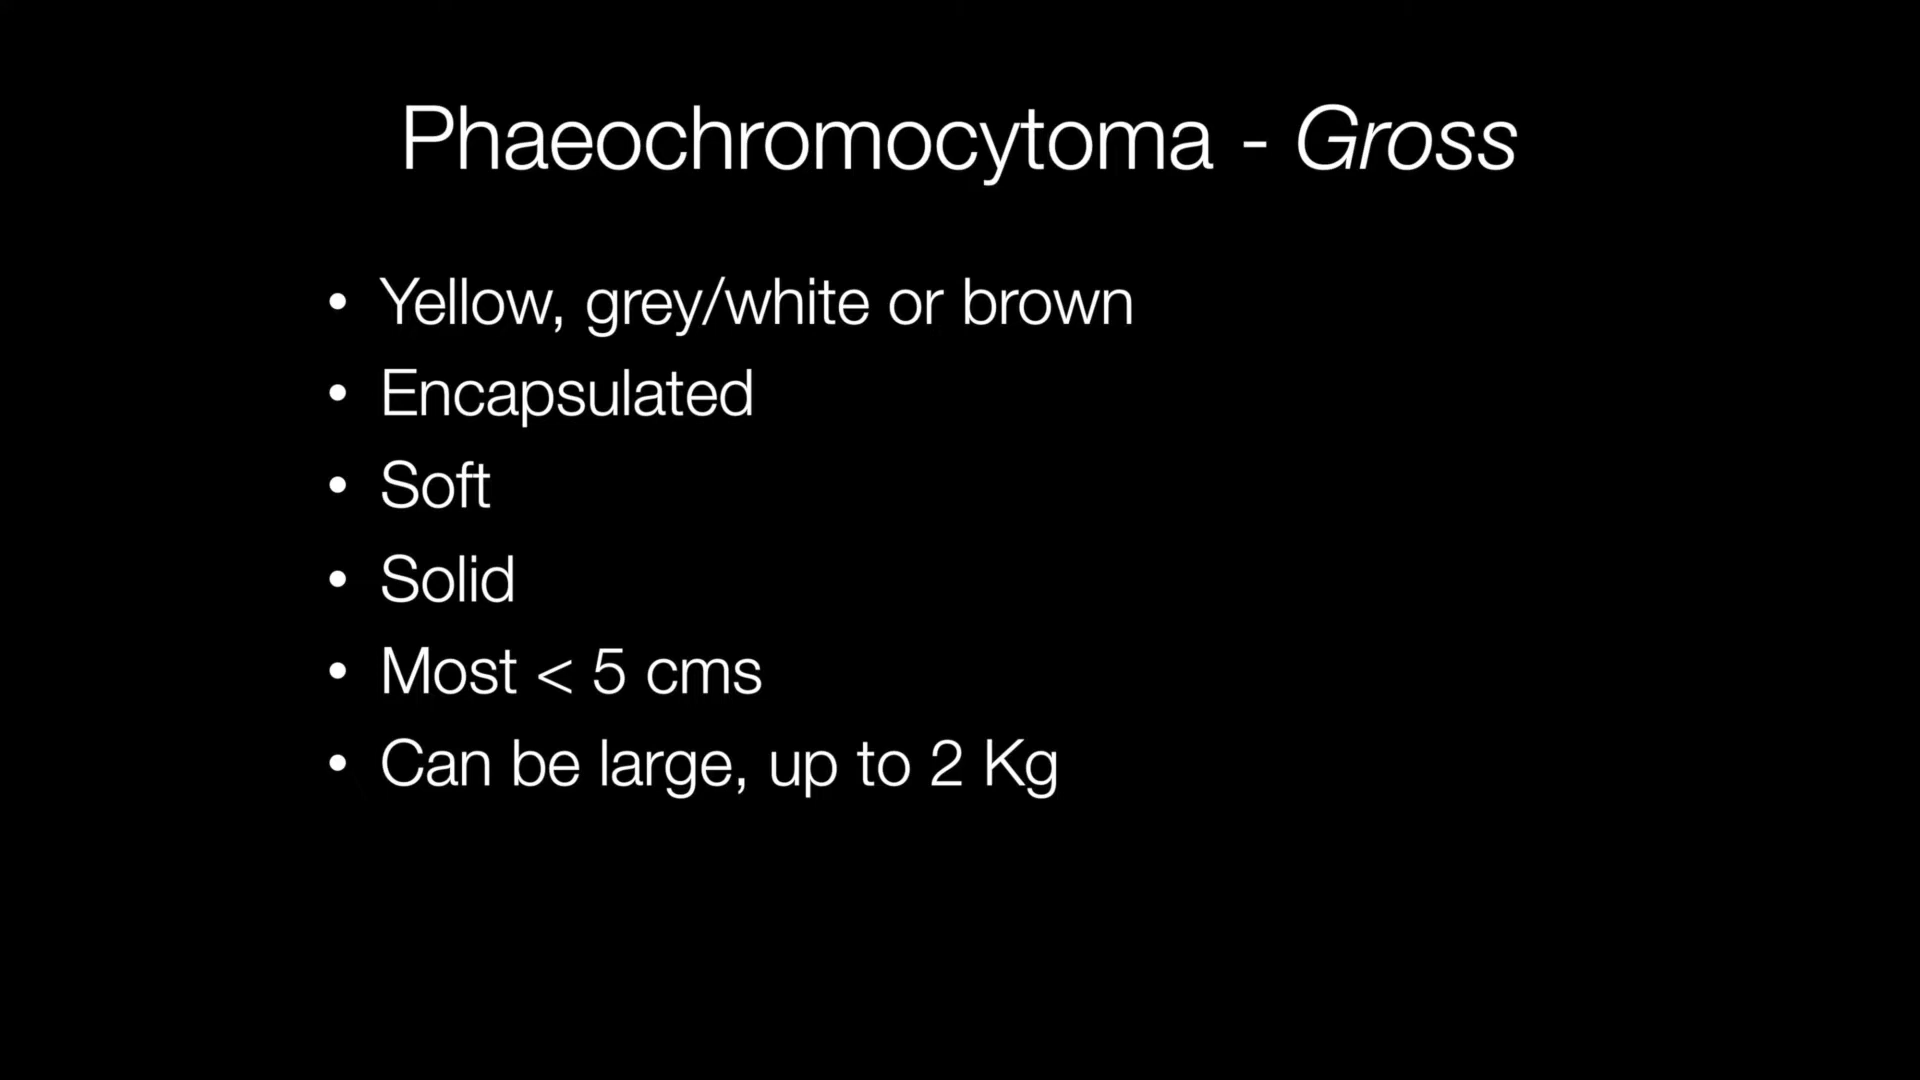 Phaeochromocytoma - Gross
• Yellow, grey/white or brown
• Encapsulated
• Soft
• Solid
• Most < 5 cms
• Can be large, up to 2 Kg